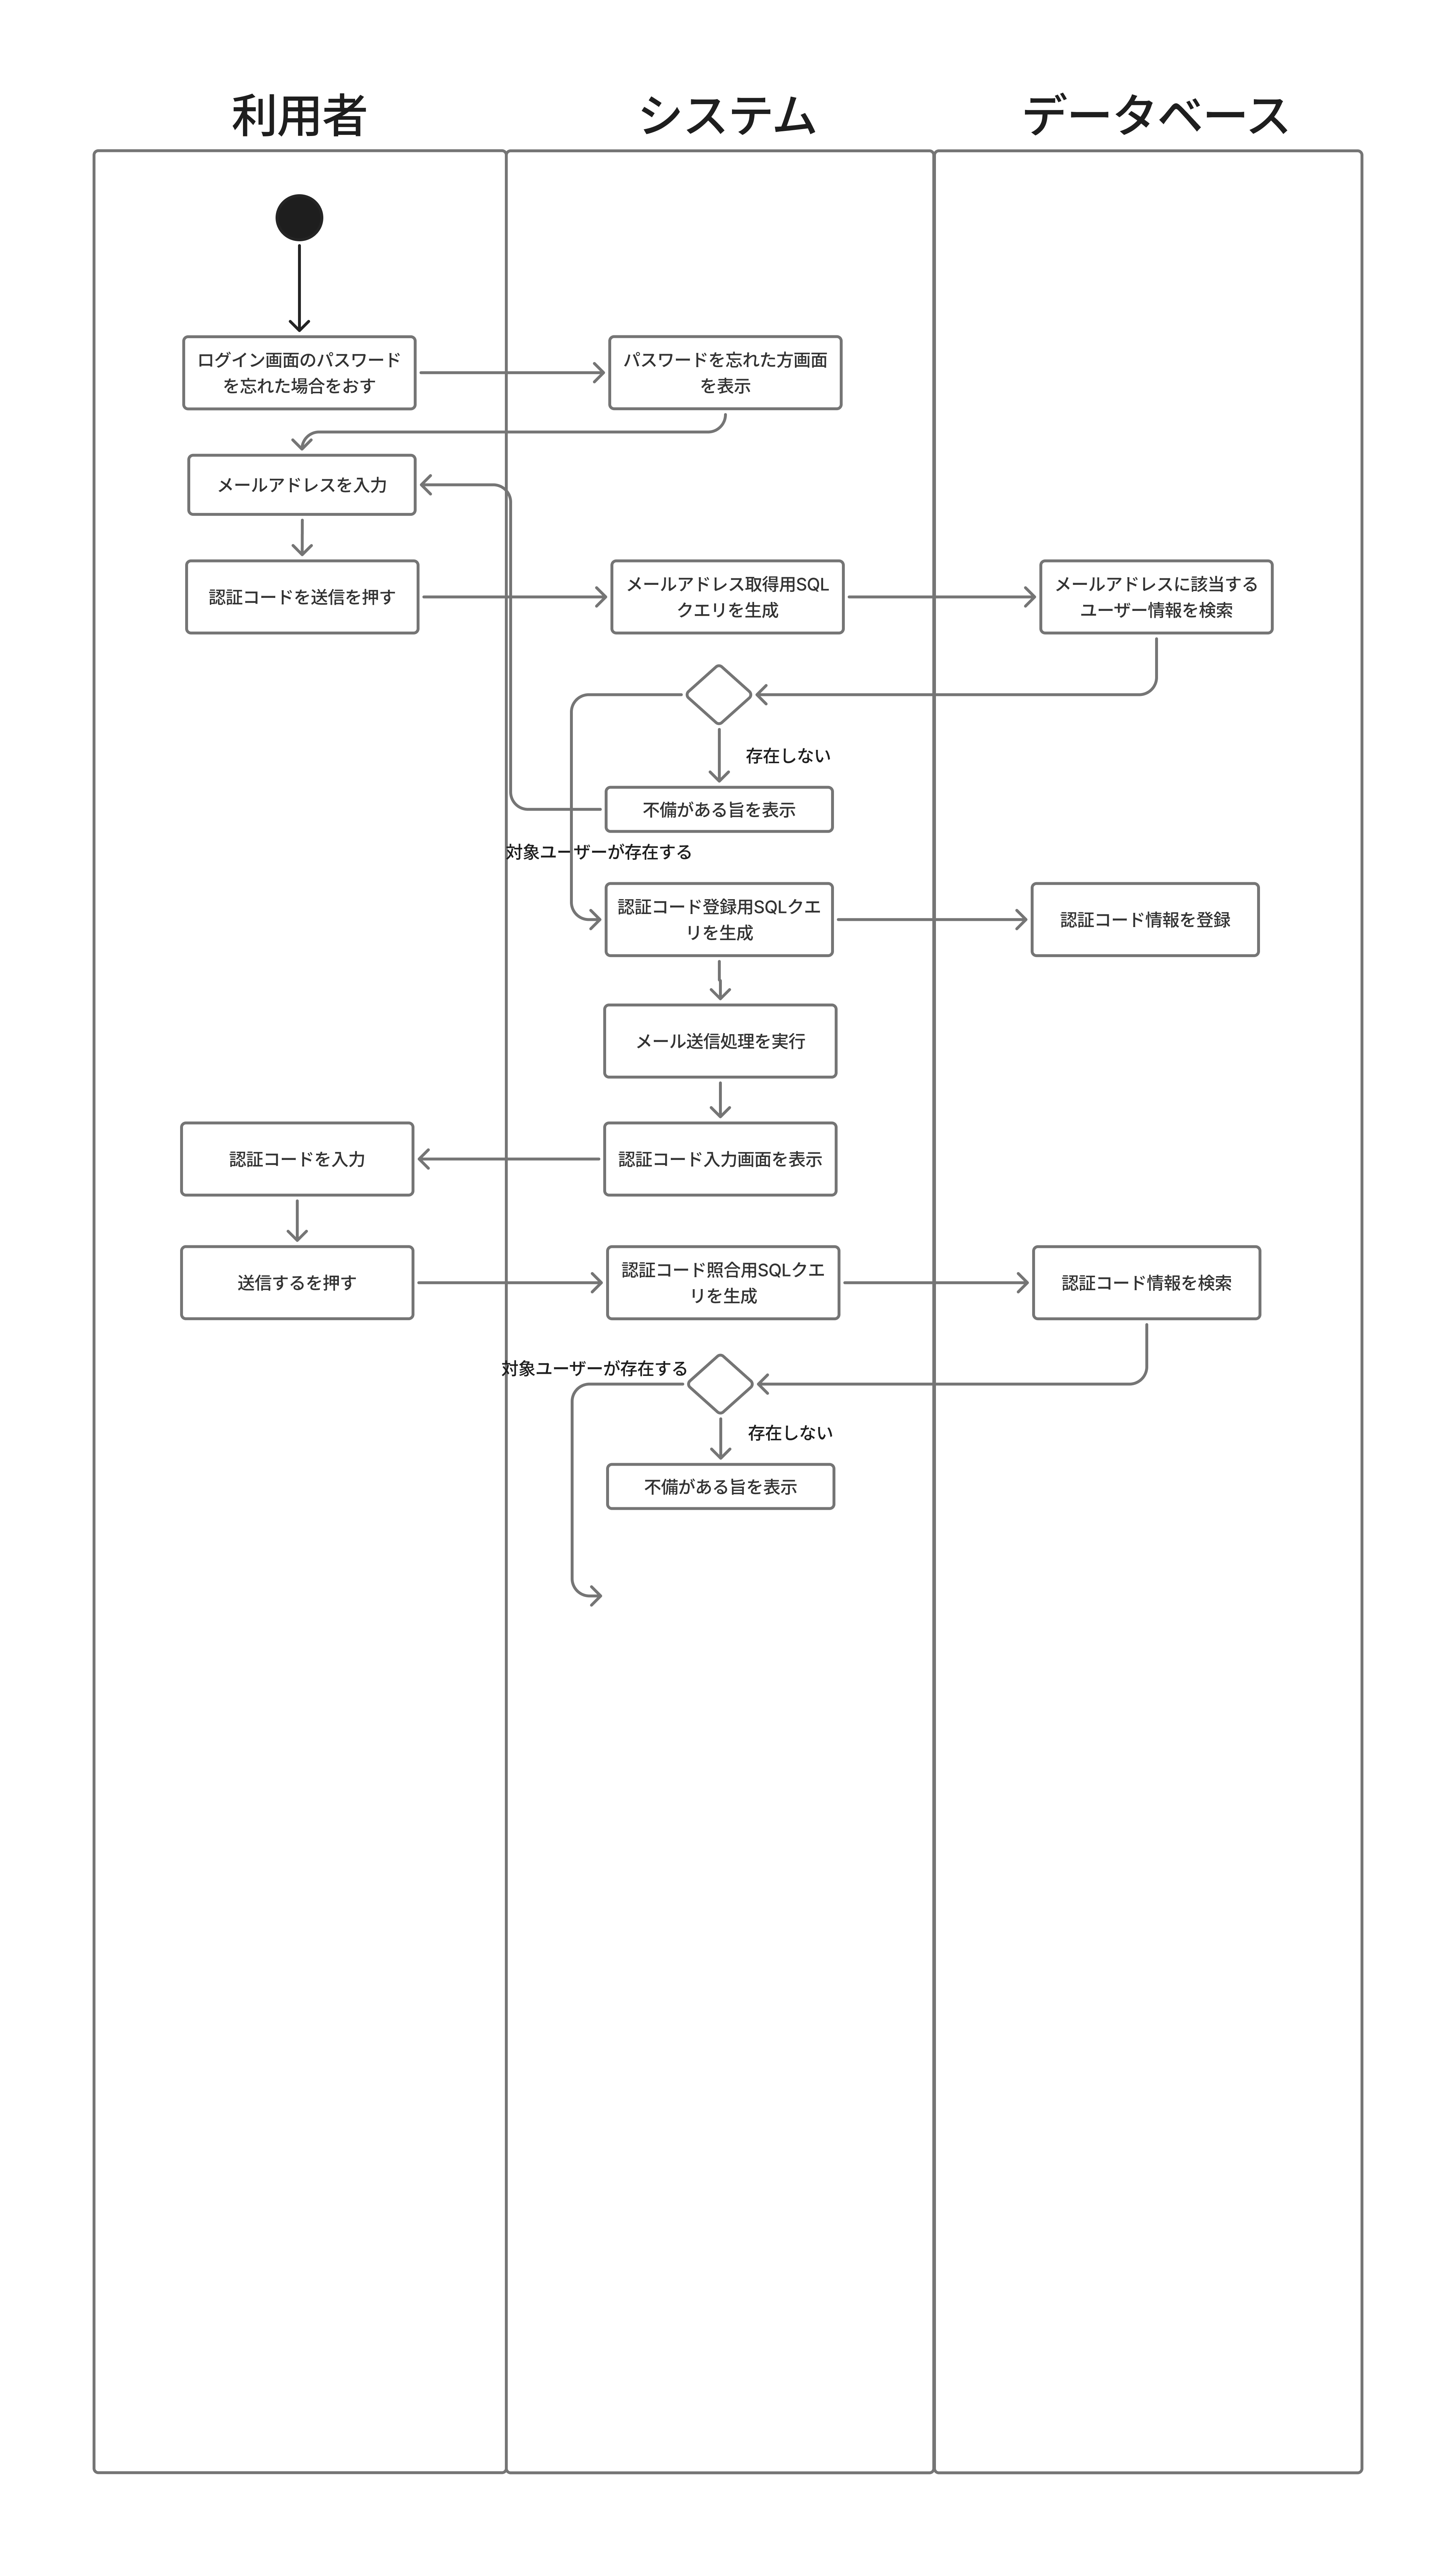 利用者
システム
データベース
ログイン画面のパスワード
を忘れた場合をおす
パスワードを忘れた方画面
を表示
メールアドレスを入力
認証コードを送信を押す
メールアドレス取得用SQL
クエリを生成
メールアドレスに該当する
ユーザー情報を検索
存在しない
不備がある旨を表示
対象ユーザーが存在する
認証コード登録用SQLクエ
リを生成
認証コード情報を登録
メール送信処理を実行
認証コードを入力
認証コード入力画面を表示
送信するを押す
認証コード照合用SQLクエ
リを生成
認証コード情報を検索
対象ユーザーが存在する
存在しない
不備がある旨を表示